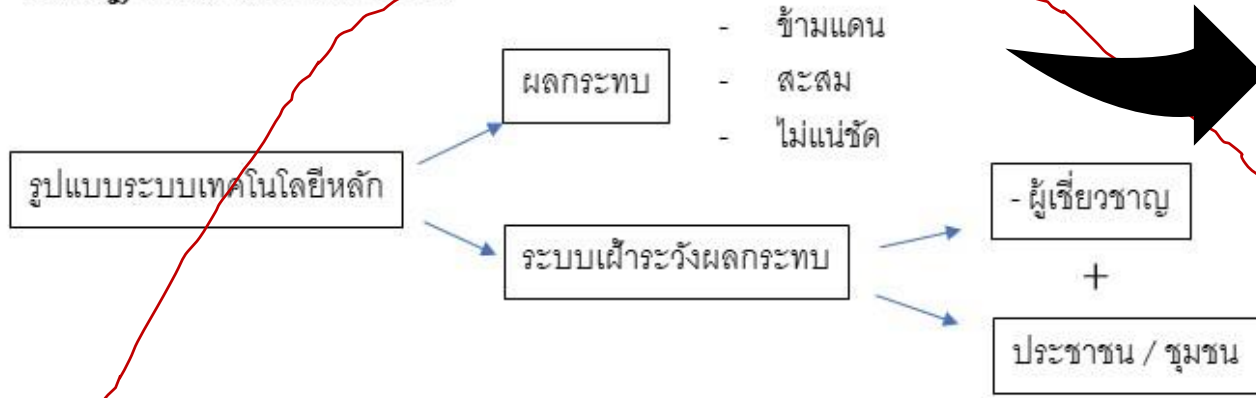 - ข้ามแดน
ผลกระทบ
- สะสม
- ไม่แน่ชัด
รูปแบบระบบเทคโนโลยีหลัก
- ผู้เชี่ยวชาญ
ระบบเฝ้าระวังผลกระทบ
+
ประชาชน / ชุมชน